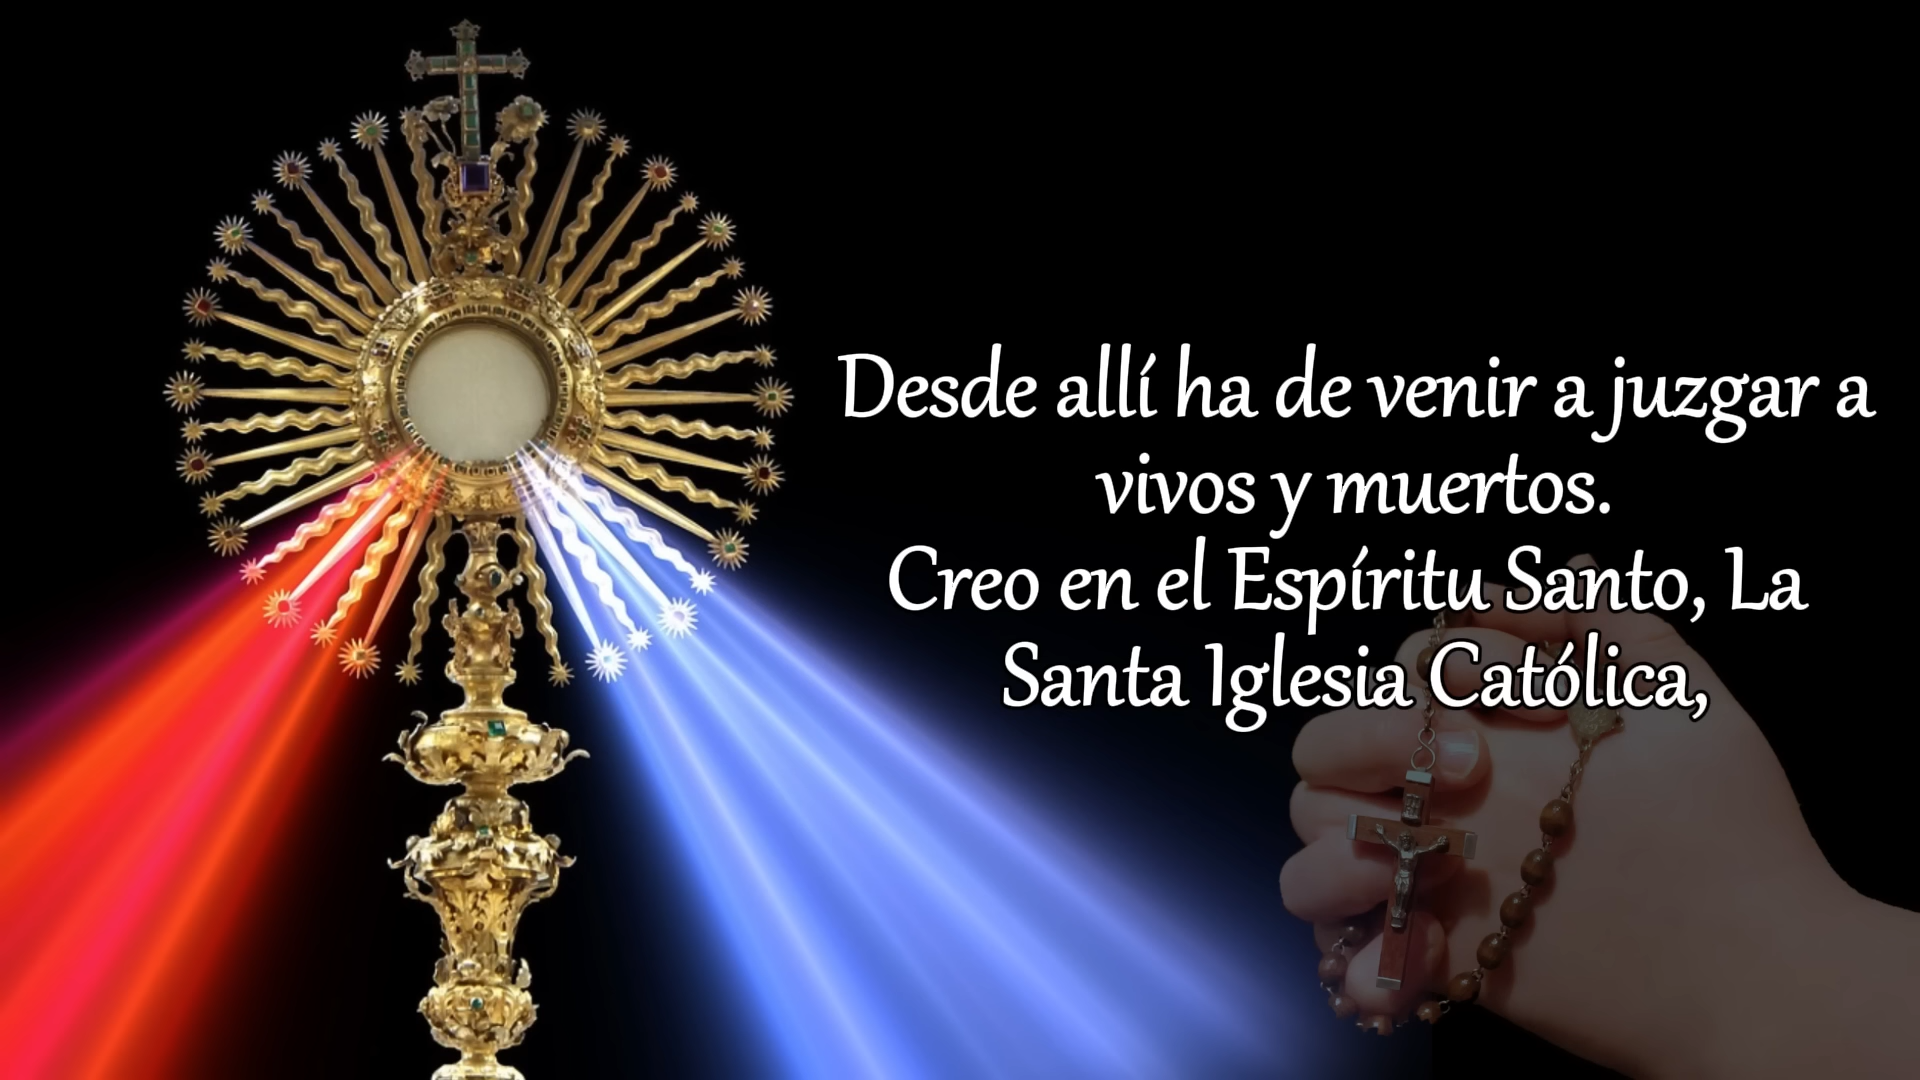 Desde allí ha de venir a juzgar a
vivos y muertos.
Creo en el Espíritu Santo, La
Santa Iglesia Católica,